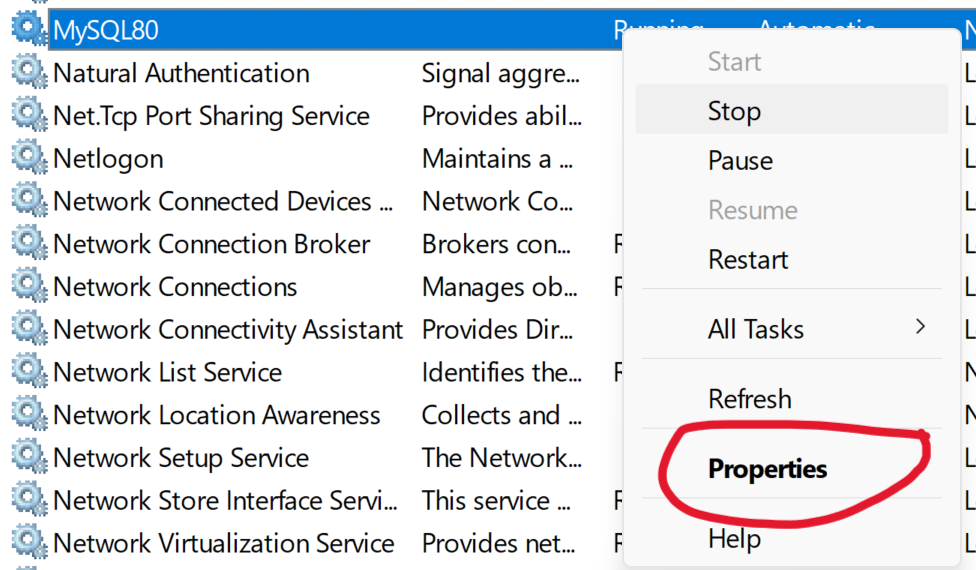 MySQL80 Running Automatic N
Natural Authentication Signal aggre... L
Start
Net.Tcp Port Sharing Service Provides abil... L
Stop
Netlogon Maintains a ... L
Pause
Network Connected Devices ... Network Co... L
Resume
Network Connection Broker Brokers con... R L
Restart
Network Connections Manages ob... R L
Network Connectivity Assistant Provides Dir... L
All Tasks
Network List Service Identifies the... R N
Refresh
Network Location Awareness Collects and ... N
Network Setup Service The Network... L
Properties
Network Store Interface Servi... This service ... R L
Network Virtualization Service Provides net... R L
Help